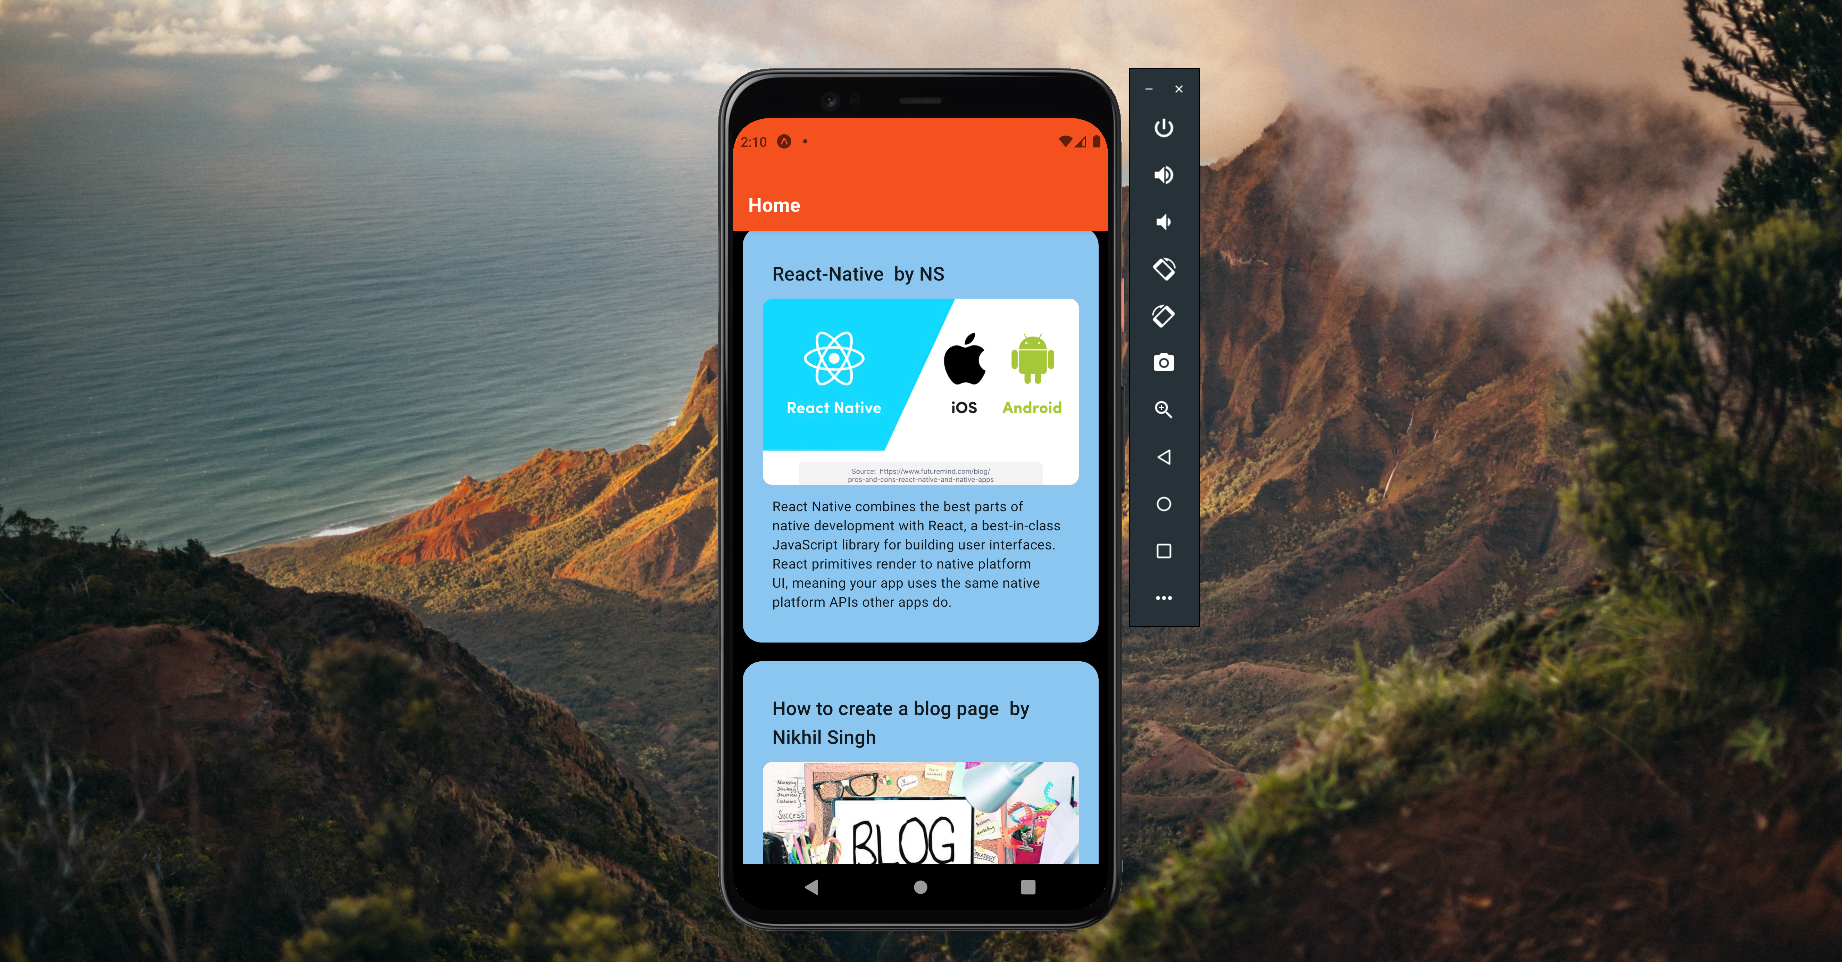 2:10
Home
React-Native  by NS
React Native
iOS
Android
Source: https://www.futuremind.com/blog/
pros-and-cons-react-native-and-native-apps
React Native combines the best parts of
native development with React, a best-in-class
JavaScript library for building user interfaces.
React primitives render to native platform
UI, meaning your app uses the same native
platform APIs other apps do.
How to create a blog page  by
Nikhil Singh
SUCCESS
BLOG